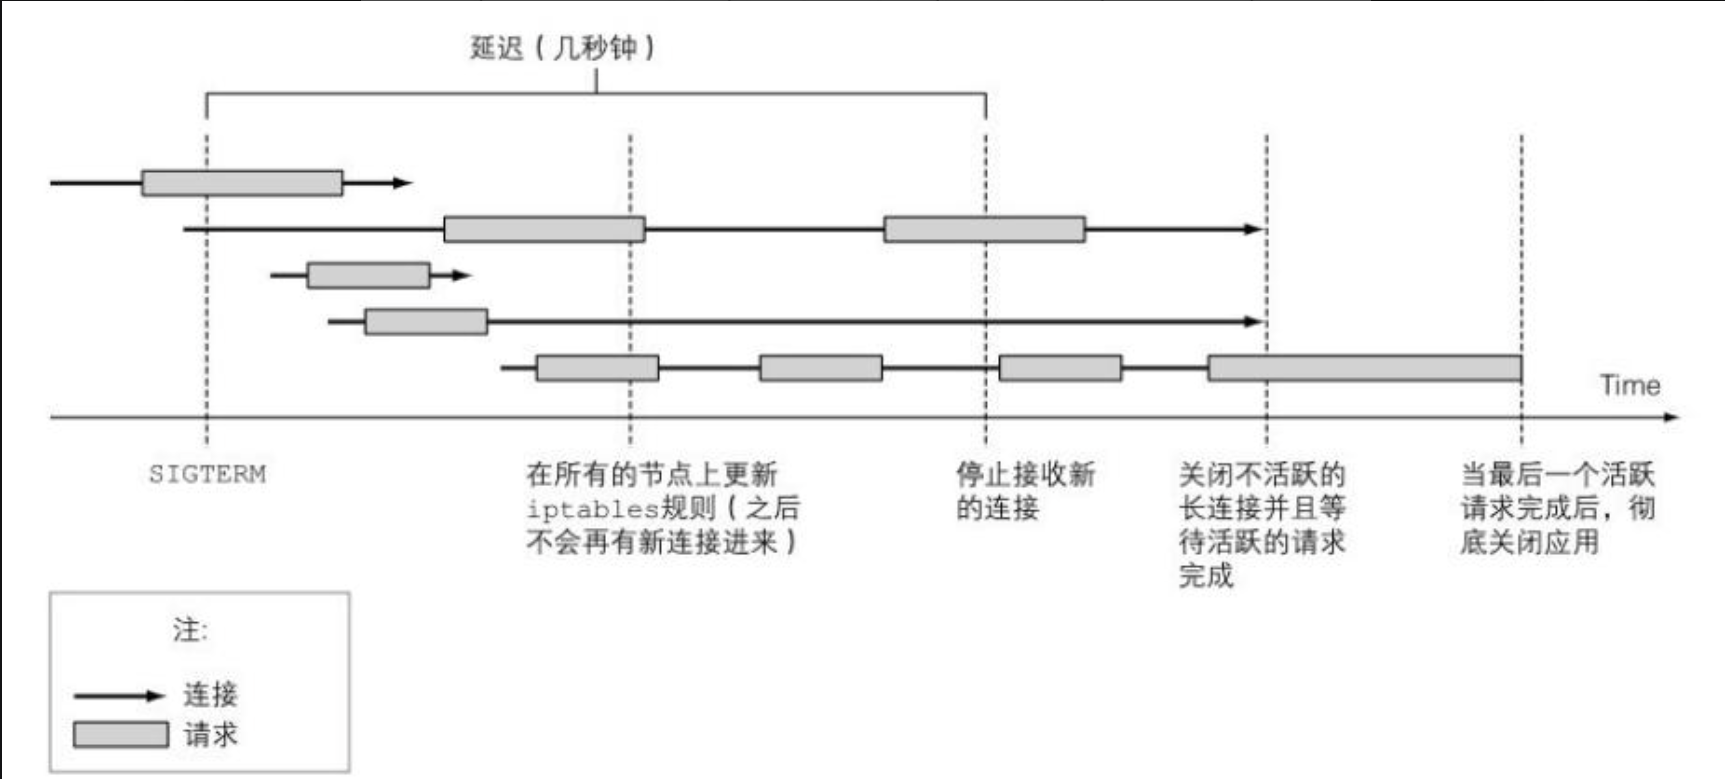 延迟（几秒钟）
Time
SIGTERM
在所有的节点上更新
iptables规则（之后
不会再有新连接进来）
停止接收新
的连接
关闭不活跃的
长连接并且等
待活跃的请求
完成
当最后一个活跃
请求完成后，彻
底关闭应用
注:
连接
请求